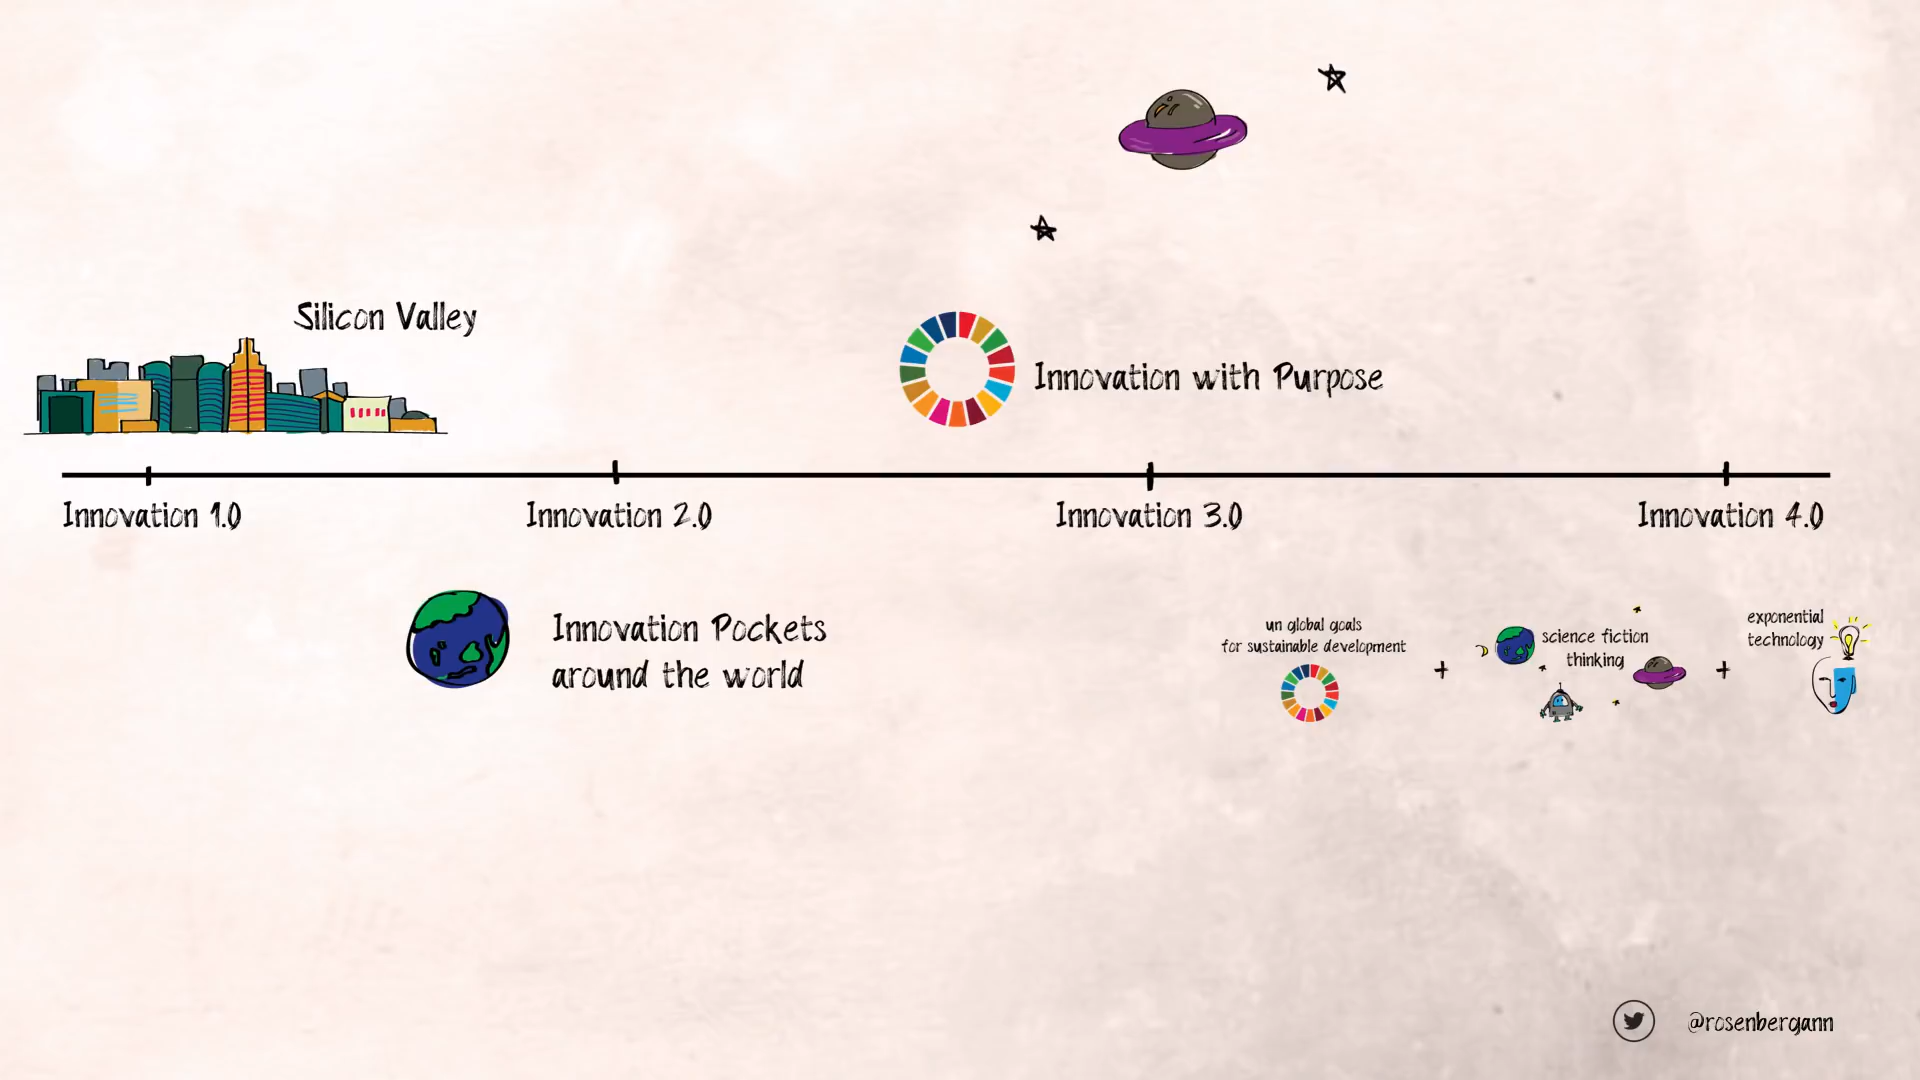 Silicon Valley
Innovation with Purpose
Innovation 1.0
Innovation 2.0
Innovation 3.0
Innovation 4.0
Innovation Pockets
around the world
un global goals
for sustainable development
+
science fiction
thinking
+
exponential
technology
@rosenbergann